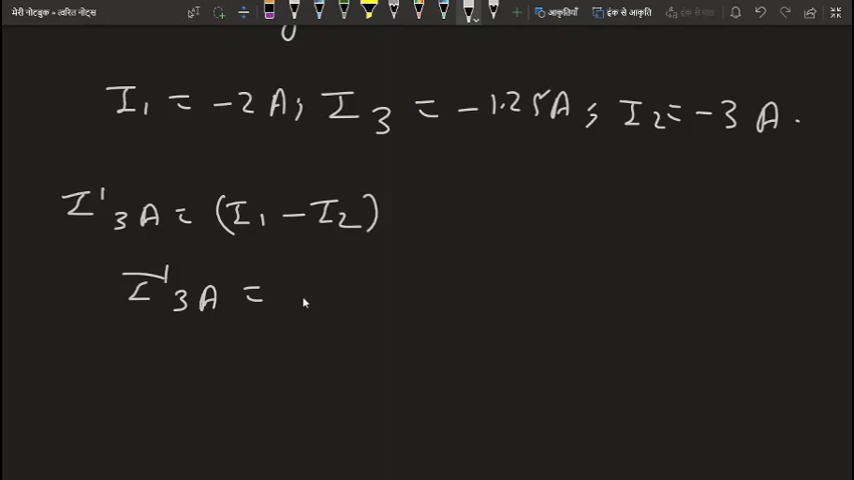 मेरी नोटबुक » त्वरित नोट्स
आकृतियाँ इंक से आकृति इंक से पाठ
I₁ = -2 A; I₃ = -1.25A; I₂ = -3 A.
I'₃A = (I₁ - I₂)
I'₃A =